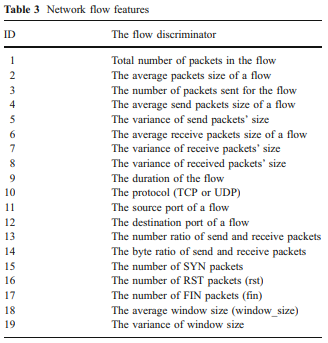 Table 3 Network flow features
ID The flow discriminator
1 Total number of packets in the flow
2 The average packets size of a flow
3 The number of packets sent for the flow
4 The average send packets size of a flow
5 The variance of send packets' size
6 The average receive packets size of a flow
7 The variance of receive packets' size
8 The variance of received packets' size
9 The duration of the flow
10 The protocol (TCP or UDP)
11 The source port of a flow
12 The destination port of a flow
13 The number ratio of send and receive packets
14 The byte ratio of send and receive packets
15 The number of SYN packets
16 The number of RST packets (rst)
17 The number of FIN packets (fin)
18 The average window size (window_size)
19 The variance of window size